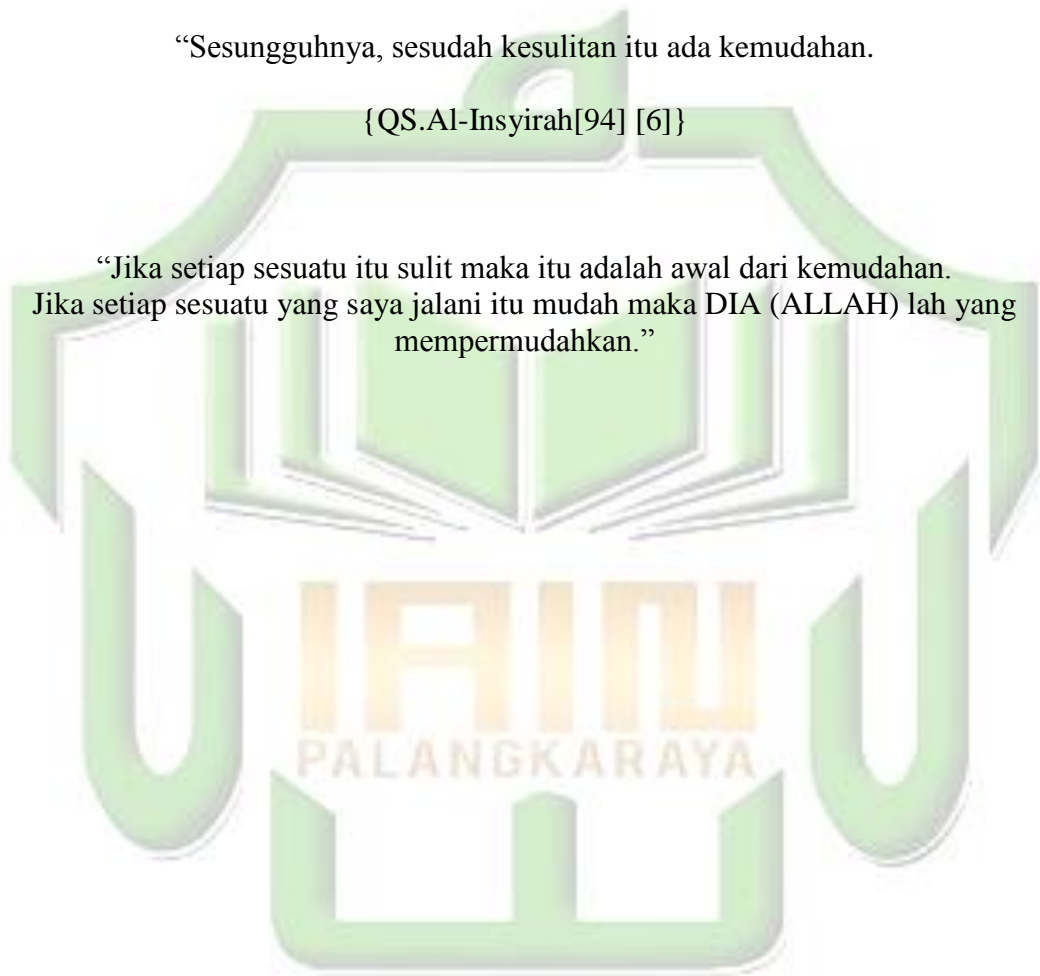 “Sesungguhnya, sesudah kesulitan itu ada kemudahan.
{QS.Al-Insyirah[94] [6]}
“Jika setiap sesuatu itu sulit maka itu adalah awal dari kemudahan.
Jika setiap sesuatu yang saya jalani itu mudah maka DIA (ALLAH) lah yang
mempermudahkan.”
IAIN
PALANGKARAYA